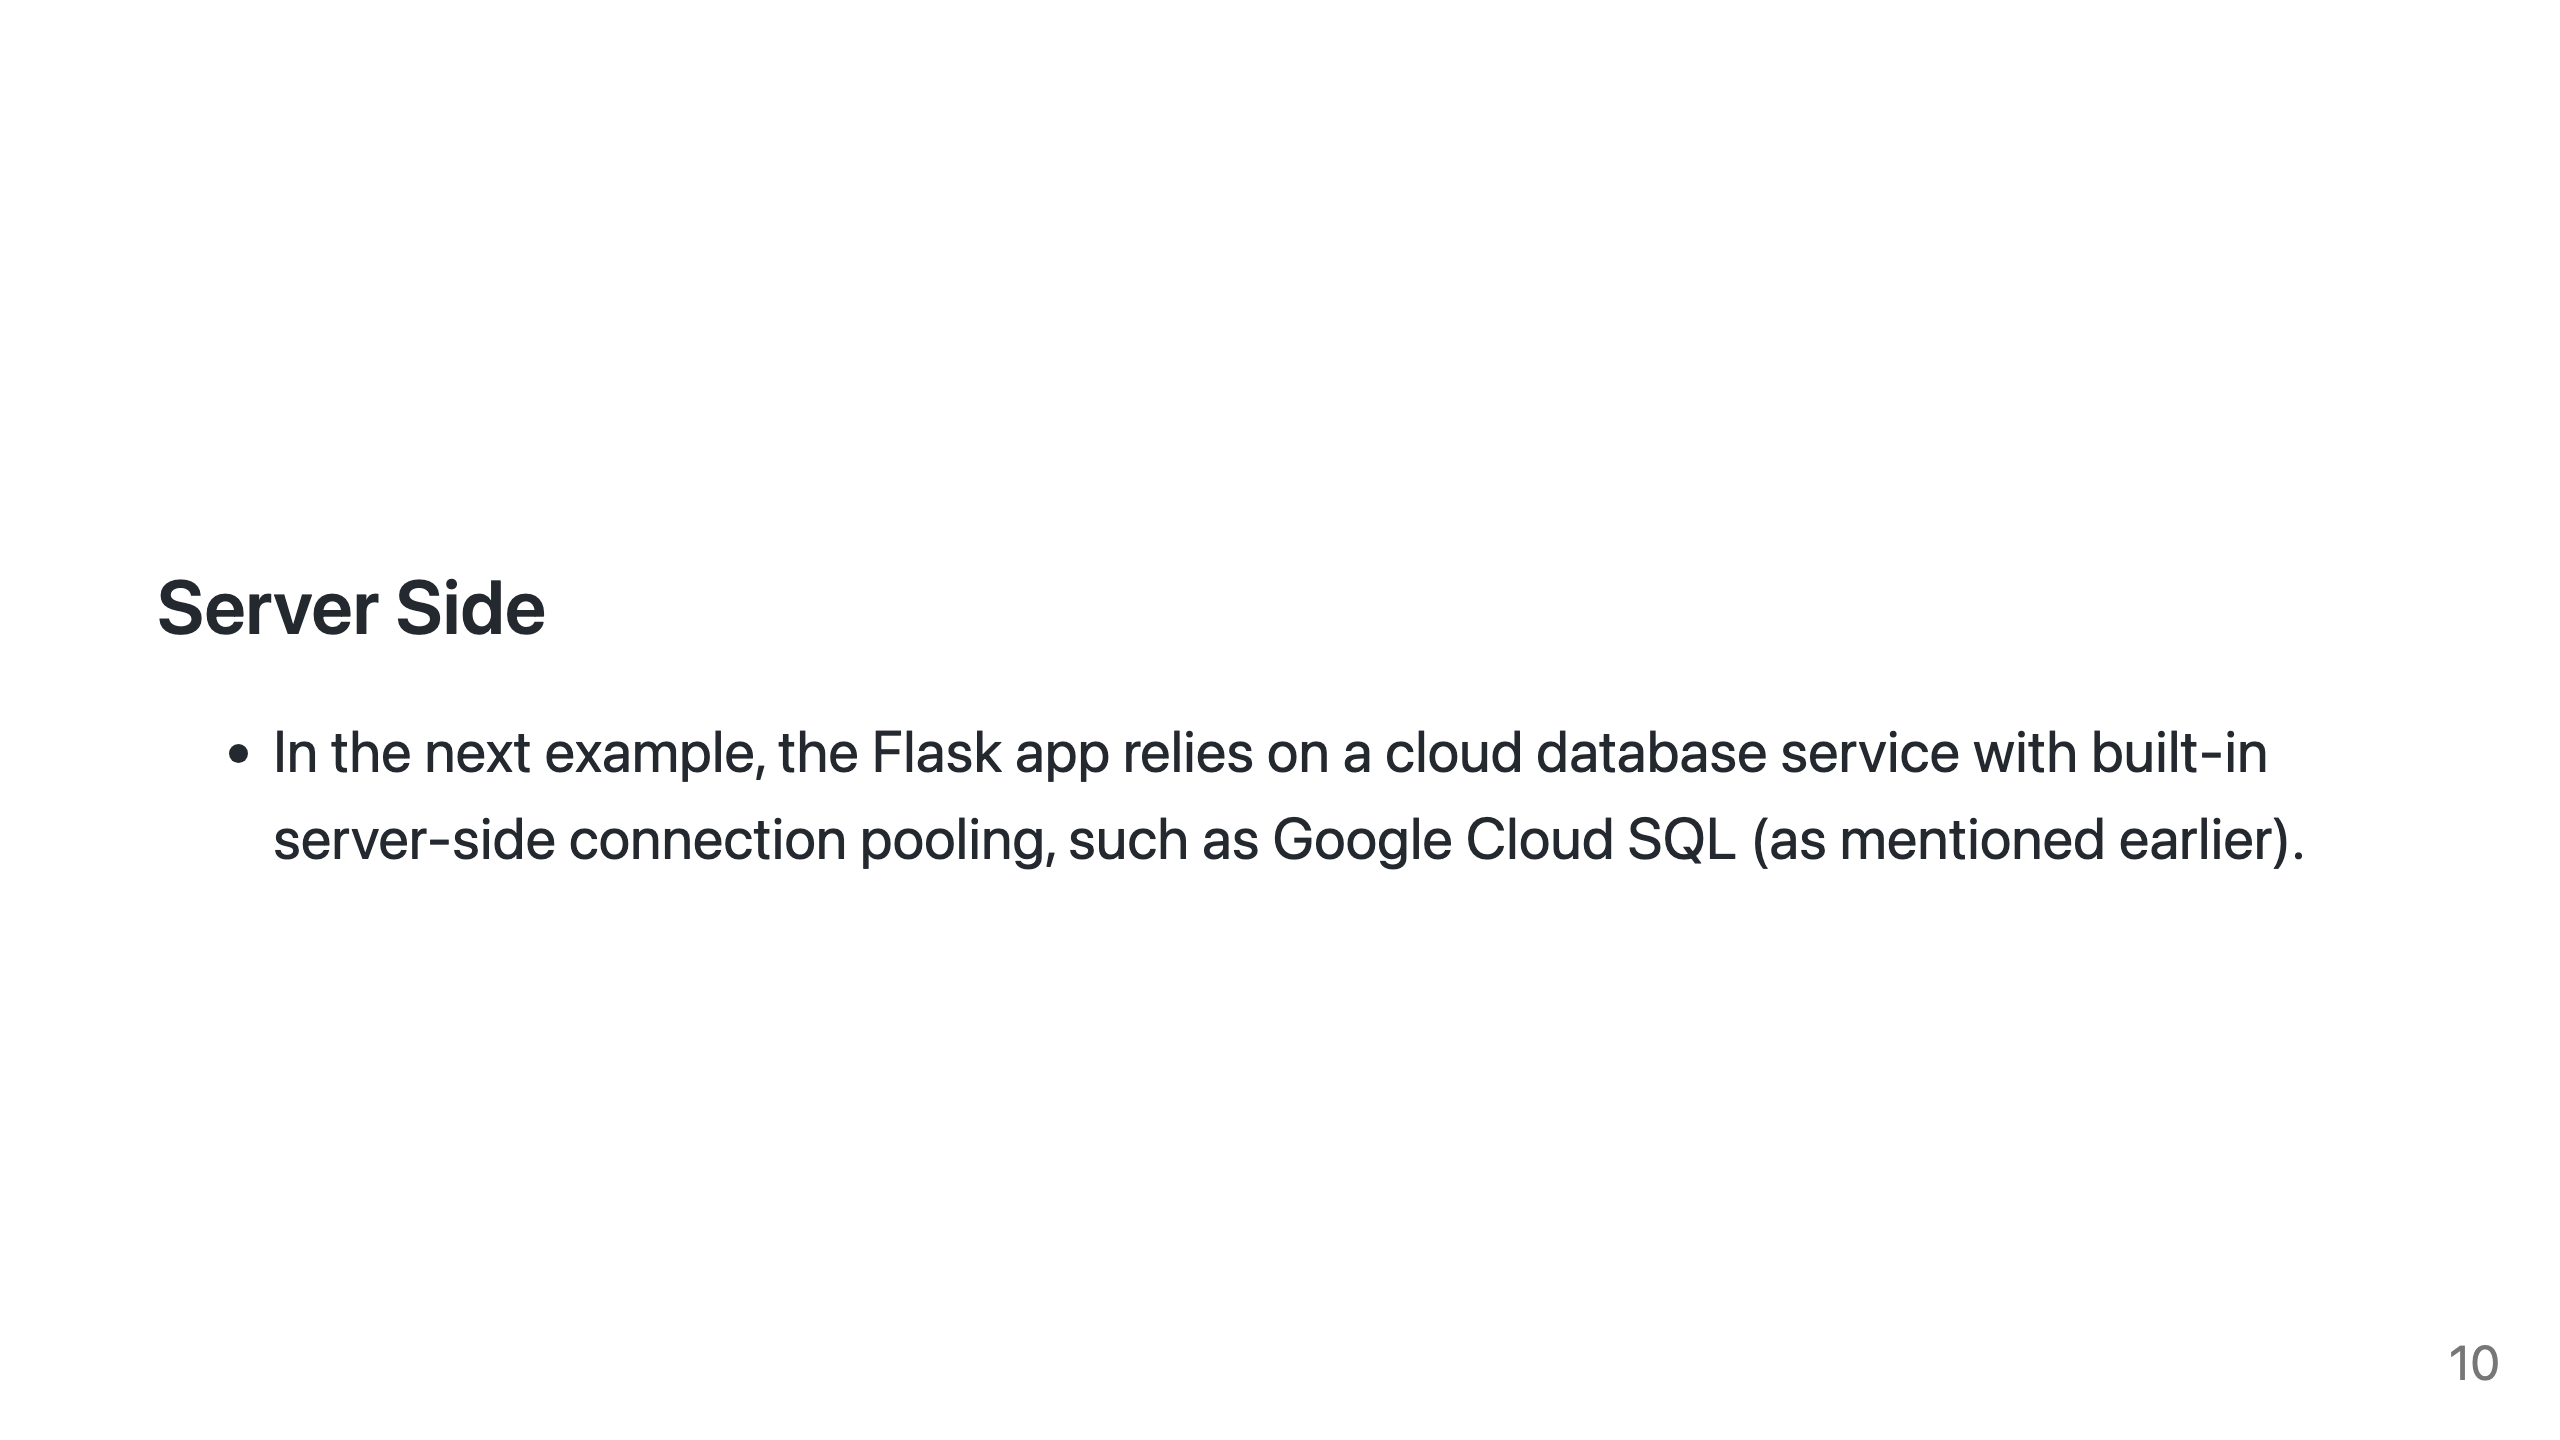 Server Side
• In the next example, the Flask app relies on a cloud database service with built-in
server-side connection pooling, such as Google Cloud SQL (as mentioned earlier).
10